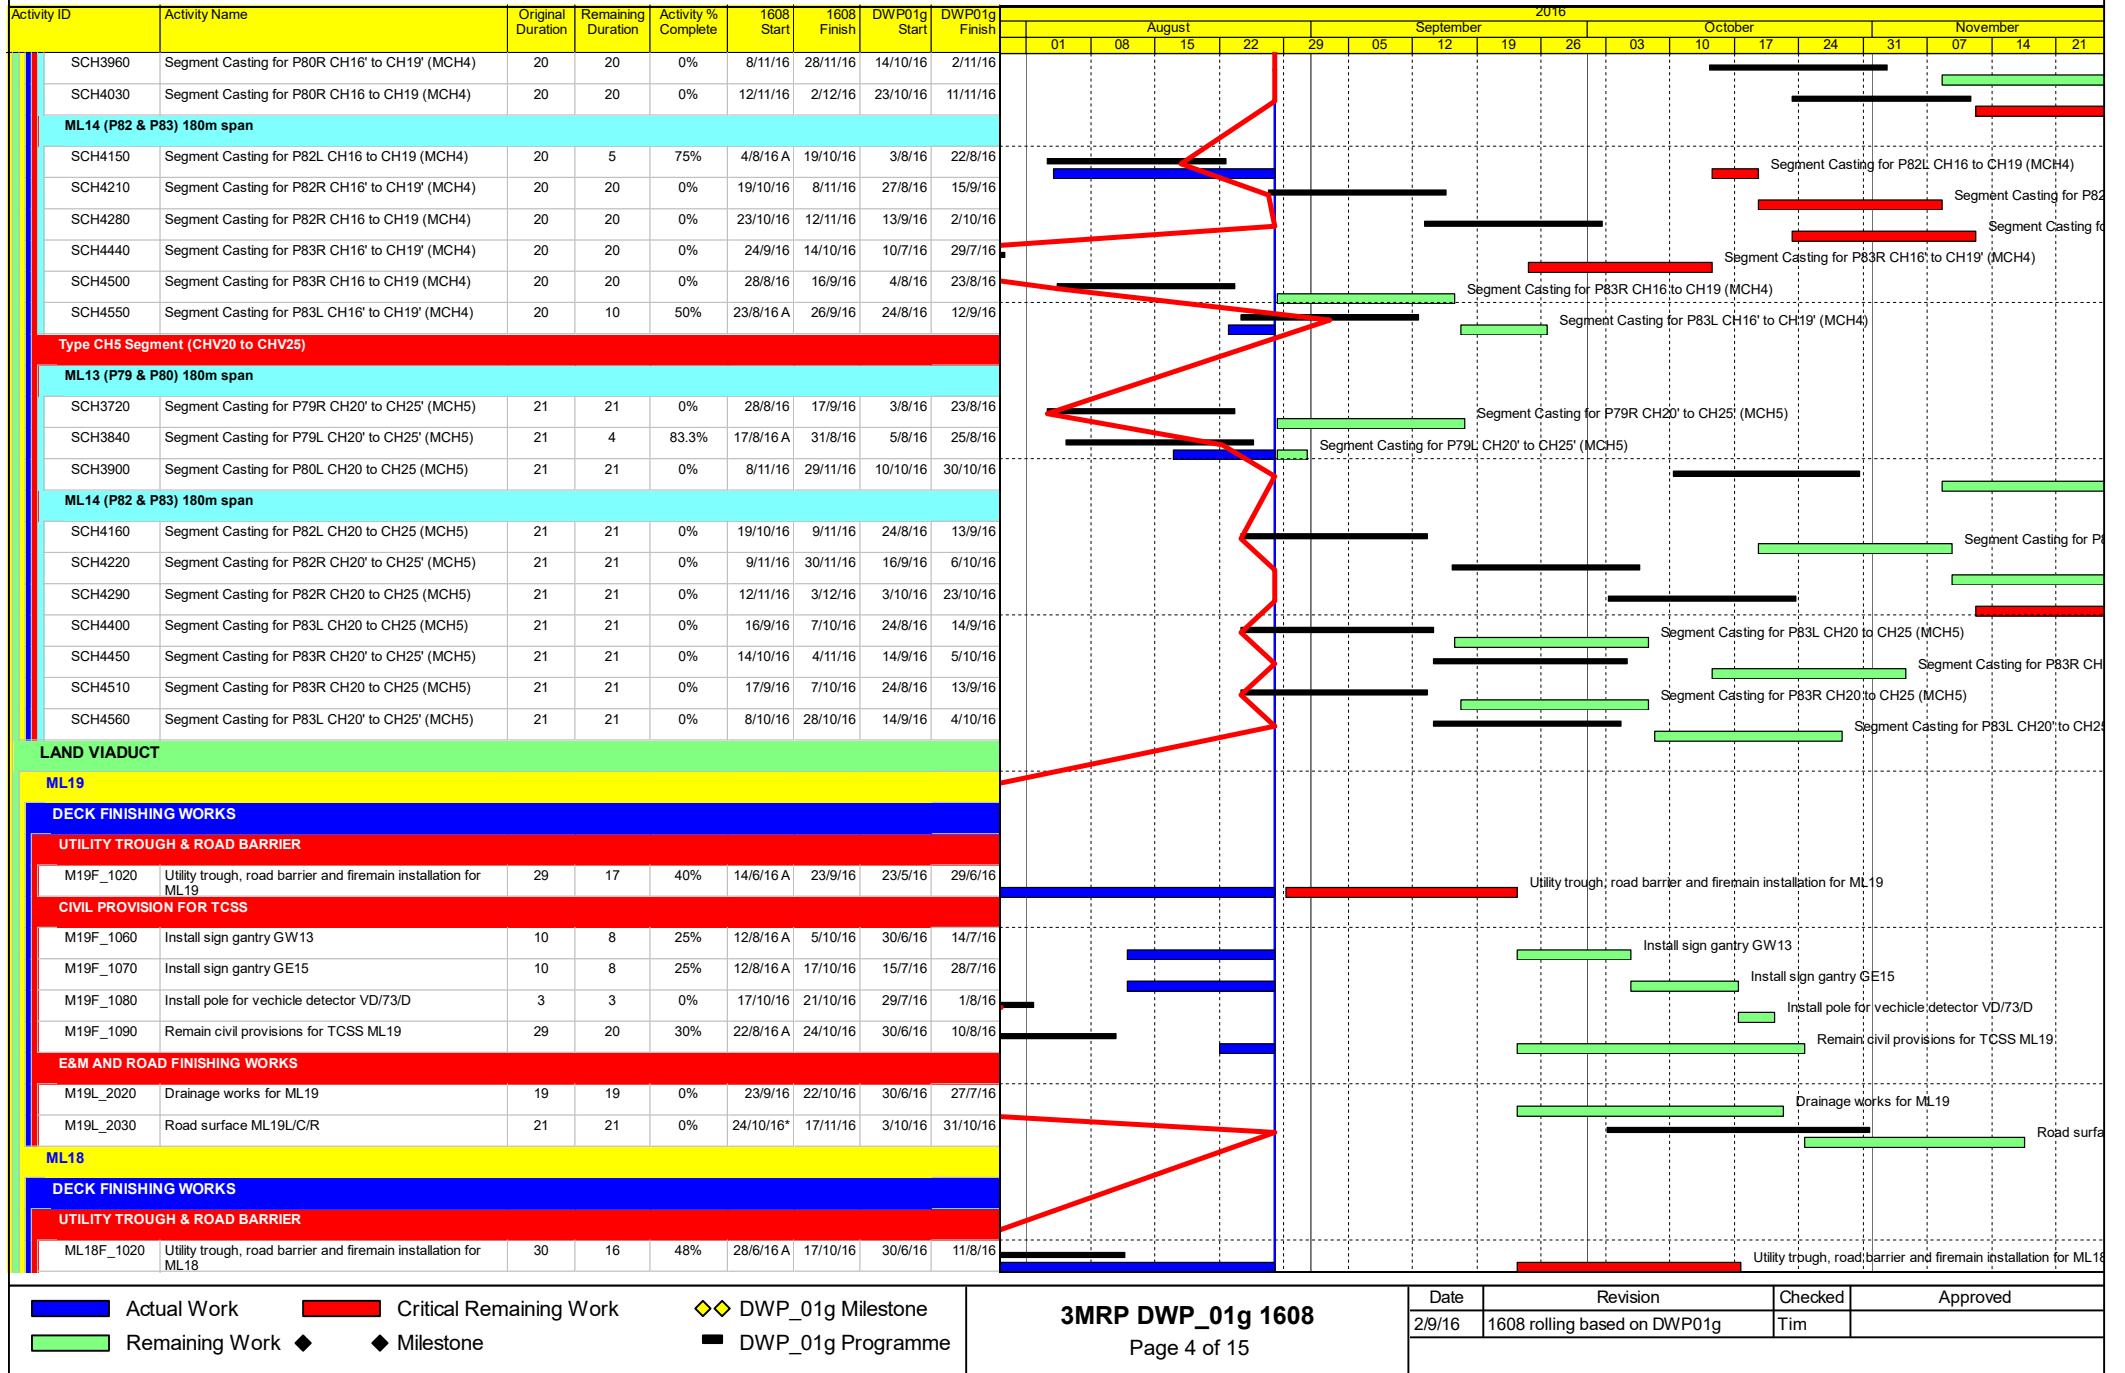 Activity ID Activity Name Original Duration Remaining Duration Activity % Complete 1608 Start 1608 Finish DWP01g Start DWP01g Finish
2016
August September October November
01 08 15 22 29 05 12 19 26 03 10 17 24 31 07 14 21
SCH3960 Segment Casting for P80R CH16' to CH19' (MCH4) 20 20 0% 8/11/16 28/11/16 14/10/16 2/11/16
SCH4030 Segment Casting for P80R CH16 to CH19 (MCH4) 20 20 0% 12/11/16 2/12/16 23/10/16 11/11/16
ML14 (P82 & P83) 180m span
SCH4150 Segment Casting for P82L CH16 to CH19 (MCH4) 20 5 75% 4/8/16 A 19/10/16 3/8/16 22/8/16 Segment Casting for P82L CH16 to CH19 (MCH4)
SCH4210 Segment Casting for P82R CH16' to CH19' (MCH4) 20 20 0% 19/10/16 8/11/16 27/8/16 15/9/16 Segment Casting for P82
SCH4280 Segment Casting for P82R CH16 to CH19 (MCH4) 20 20 0% 23/10/16 12/11/16 13/9/16 2/10/16 Segment Casting fo
SCH4440 Segment Casting for P83R CH16' to CH19' (MCH4) 20 20 0% 24/9/16 14/10/16 10/7/16 29/7/16 Segment Casting for P83R CH16' to CH19' (MCH4)
SCH4500 Segment Casting for P83R CH16 to CH19 (MCH4) 20 20 0% 28/8/16 16/9/16 4/8/16 23/8/16 Segment Casting for P83R CH16 to CH19 (MCH4)
SCH4550 Segment Casting for P83L CH16' to CH19' (MCH4) 20 10 50% 23/8/16 A 26/9/16 24/8/16 12/9/16 Segment Casting for P83L CH16' to CH19' (MCH4)
Type CH5 Segment (CHV20 to CHV25)
ML13 (P79 & P80) 180m span
SCH3720 Segment Casting for P79R CH20' to CH25' (MCH5) 21 21 0% 28/8/16 17/9/16 3/8/16 23/8/16 Segment Casting for P79R CH20' to CH25' (MCH5)
SCH3840 Segment Casting for P79L CH20' to CH25' (MCH5) 21 4 83.3% 17/8/16 A 31/8/16 5/8/16 25/8/16 Segment Casting for P79L CH20' to CH25' (MCH5)
SCH3900 Segment Casting for P80L CH20 to CH25 (MCH5) 21 21 0% 8/11/16 29/11/16 10/10/16 30/10/16
ML14 (P82 & P83) 180m span
SCH4160 Segment Casting for P82L CH20 to CH25 (MCH5) 21 21 0% 19/10/16 9/11/16 24/8/16 13/9/16 Segment Casting for P8
SCH4220 Segment Casting for P82R CH20' to CH25' (MCH5) 21 21 0% 9/11/16 30/11/16 16/9/16 6/10/16
SCH4290 Segment Casting for P82R CH20 to CH25 (MCH5) 21 21 0% 12/11/16 3/12/16 3/10/16 23/10/16
SCH4400 Segment Casting for P83L CH20 to CH25 (MCH5) 21 21 0% 16/9/16 7/10/16 24/8/16 14/9/16 Segment Casting for P83L CH20 to CH25 (MCH5)
SCH4450 Segment Casting for P83R CH20' to CH25' (MCH5) 21 21 0% 14/10/16 4/11/16 14/9/16 5/10/16 Segment Casting for P83R CH
SCH4510 Segment Casting for P83R CH20 to CH25 (MCH5) 21 21 0% 17/9/16 7/10/16 24/8/16 13/9/16 Segment Casting for P83R CH20 to CH25 (MCH5)
SCH4560 Segment Casting for P83L CH20' to CH25' (MCH5) 21 21 0% 8/10/16 28/10/16 14/9/16 4/10/16 Segment Casting for P83L CH20' to CH25
LAND VIADUCT
ML19
DECK FINISHING WORKS
UTILITY TROUGH & ROAD BARRIER
M19F_1020 Utility trough, road barrier and firemain installation for ML19 29 17 40% 14/6/16 A 23/9/16 23/5/16 29/6/16 Utility trough, road barrier and firemain installation for ML19
CIVIL PROVISION FOR TCSS
M19F_1060 Install sign gantry GW13 10 8 25% 12/8/16 A 5/10/16 30/6/16 14/7/16 Install sign gantry GW13
M19F_1070 Install sign gantry GE15 10 8 25% 12/8/16 A 17/10/16 15/7/16 28/7/16 Install sign gantry GE15
M19F_1080 Install pole for vechicle detector VD/73/D 3 3 0% 17/10/16 21/10/16 29/7/16 1/8/16 Install pole for vechicle detector VD/73/D
M19F_1090 Remain civil provisions for TCSS ML19 29 20 30% 22/8/16 A 24/10/16 30/6/16 10/8/16 Remain civil provisions for TCSS ML19
E&M AND ROAD FINISHING WORKS
M19L_2020 Drainage works for ML19 19 19 0% 23/9/16 22/10/16 30/6/16 27/7/16 Drainage works for ML19
M19L_2030 Road surface ML19L/C/R 21 21 0% 24/10/16* 17/11/16 3/10/16 31/10/16 Road surfa
ML18
DECK FINISHING WORKS
UTILITY TROUGH & ROAD BARRIER
ML18F_1020 Utility trough, road barrier and firemain installation for ML18 30 16 48% 28/6/16 A 17/10/16 30/6/16 11/8/16 Utility trough, road barrier and firemain installation for ML18
Actual Work Critical Remaining Work DWP_01g Milestone
Remaining Work Milestone DWP_01g Programme
3MRP DWP_01g 1608
Page 4 of 15
Date Revision Checked Approved
2/9/16 1608 rolling based on DWP01g Tim